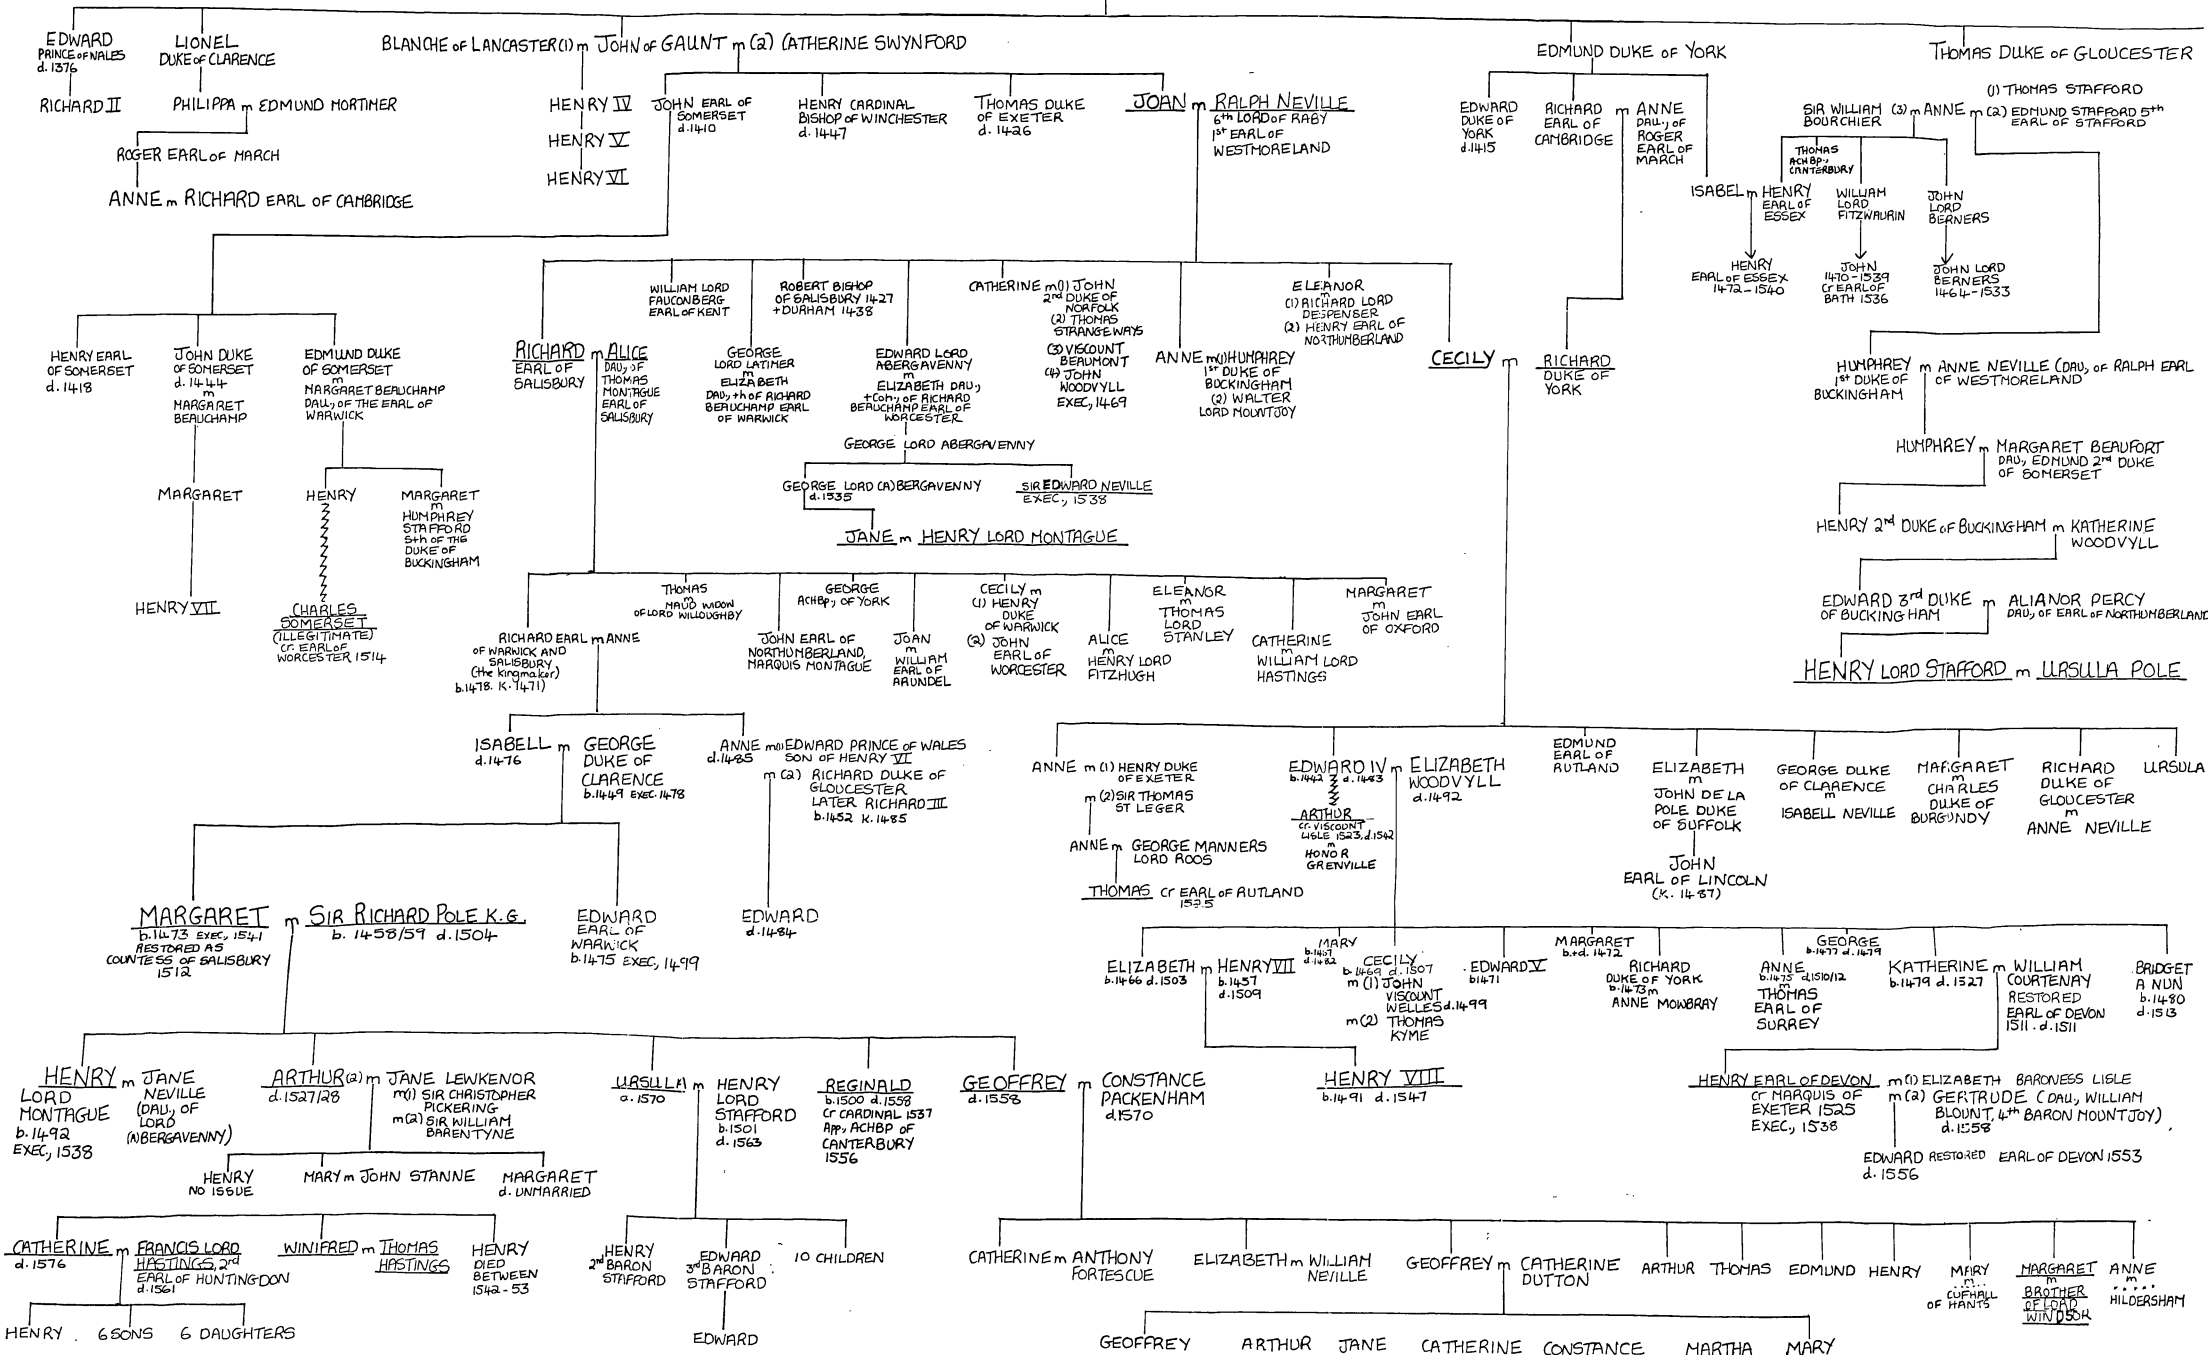 EDWARD
PRINCE OF WALES
d. 1376
RICHARD II
LIONEL
DUKE OF CLARENCE
PHILIPPA m EDMUND MORTIMER
ROGER EARL OF MARCH
ANNE m RICHARD EARL OF CAMBRIDGE
BLANCHE OF LANCASTER (1) m JOHN OF GAUNT m (2) CATHERINE SWYNFORD
HENRY IV
HENRY V
HENRY VI
JOHN EARL OF
SOMERSET
d. 1410
HENRY CARDINAL
BISHOP OF WINCHESTER
d. 1447
THOMAS DUKE
OF EXETER
d. 1426
JOAN m RALPH NEVILLE
6th LORD OF RABY
1st EARL OF
WESTMORELAND
EDMUND DUKE OF YORK
EDWARD
DUKE OF
YORK
d. 1415
RICHARD
EARL OF
CAMBRIDGE
m ANNE
DAU., OF
ROGER
EARL OF
MARCH
THOMAS DUKE OF GLOUCESTER
(1) THOMAS STAFFORD
SIR WILLIAM (3) m ANNE m (2) EDMUND STAFFORD 5th
BOURCHIER
EARL OF STAFFORD
THOMAS
ACHBP.,
CANTERBURY
ISABEL m HENRY
EARL OF
ESSEX
WILLIAM
LORD
FITZWAURIN
JOHN
LORD
BERNERS
HENRY
EARL OF ESSEX
1472-1540
JOHN
1470-1539
Cr EARL OF
BATH 1536
JOHN LORD
BERNERS
1464-1533
HENRY EARL
OF SOMERSET
d. 1418
JOHN DUKE
OF SOMERSET
d. 1444
m
MARGARET
BEAUCHAMP
EDMUND DUKE
OF SOMERSET
m
MARGARET BEAUCHAMP
DAU., OF THE EARL OF
WARWICK
RICHARD m ALICE
EARL OF
SALISBURY
DAU., OF
THOMAS
MONTAGUE
EARL OF
SALISBURY
WILLIAM LORD
FAUCONBERG
EARL OF KENT
GEORGE
LORD LATIMER
m
ELIZABETH
DAU., +h OF RICHARD
BEAUCHAMP EARL
OF WARWICK
ROBERT BISHOP
OF SALISBURY 1427
+ DURHAM 1438
EDWARD LORD
ABERGAVENNY
m
ELIZABETH DAU.,
+ Coh., OF RICHARD
BEAUCHAMP EARL OF
WORCESTER
CATHERINE m (1) JOHN
2nd DUKE OF
NORFOLK
(2) THOMAS
STRANGEWAYS
(3) VISCOUNT
BEAUMONT
(4) JOHN
WOODVYLL
EXEC, 1469
ANNE m (1) HUMPHREY
1st DUKE OF
BUCKINGHAM
(2) WALTER
LORD MOUNTJOY
ELEANOR
m
(1) RICHARD LORD
DESPENSER
(2) HENRY EARL OF
NORTHUMBERLAND
CECILY m RICHARD
DUKE OF
YORK
HUMPHREY m ANNE NEVILLE (DAU, OF RALPH EARL
1st DUKE OF
BUCKINGHAM
OF WESTMORELAND)
HUMPHREY m MARGARET BEAUFORT
DAU, EDMUND 2nd DUKE
OF SOMERSET
HENRY 2nd DUKE OF BUCKINGHAM m KATHERINE
WOODVYLL
EDWARD 3rd DUKE m ALIANOR PERCY
OF BUCKINGHAM
DAU, OF EARL OF NORTHUMBERLAND
HENRY LORD STAFFORD m URSULA POLE
GEORGE LORD ABERGAVENNY
GEORGE LORD (A)BERGAVENNY
d. 1535
SIR EDWARD NEVILLE
EXEC., 1538
JANE m HENRY LORD MONTAGUE
MARGARET
HENRY VII
HENRY
CHARLES
SOMERSET
(ILLEGITIMATE)
Cr. EARL OF
WORCESTER 1514
MARGARET
m
HUMPHREY
STAFFORD
S+h OF THE
DUKE OF
BUCKINGHAM
RICHARD EARL m ANNE
OF WARWICK AND
SALISBURY
(the kingmaker)
b.1478. K. 1471)
THOMAS
m
MAUD WIDOW
OF LORD WILLOUGHBY
JOHN EARL OF
NORTHUMBERLAND,
MARQUIS MONTAGUE
GEORGE
ACHBP., OF YORK
JOAN
m
WILLIAM
EARL OF
ARUNDEL
CECILY m
(1) HENRY
DUKE
OF WARWICK
(2) JOHN
EARL OF
WORCESTER
ALICE
m
HENRY LORD
FITZHUGH
ELEANOR
m
THOMAS
LORD
STANLEY
CATHERINE
m
WILLIAM LORD
HASTINGS
MARGARET
m
JOHN EARL
OF OXFORD
ISABELL m GEORGE
d. 1476
DUKE OF
CLARENCE
b. 1449 EXEC. 1478
ANNE m (1) EDWARD PRINCE OF WALES
d. 1485
SON OF HENRY VI
m (2) RICHARD DUKE OF
GLOUCESTER
LATER RICHARD III
b. 1452 K. 1485
EDWARD
d. 1484
ANNE m (1) HENRY DUKE
OF EXETER
m (2) SIR THOMAS
ST LEGER
ANNE m GEORGE MANNERS
LORD ROOS
THOMAS Cr EARL OF RUTLAND
1525
EDWARD IV m ELIZABETH
b.1442 d. 1483
WOODVYLL
d. 1492
ARTHUR
Cr. VISCOUNT
LISLE 1523, d.1542
m
HONOR
GRENVILLE
EDMUND
EARL OF
RUTLAND
ELIZABETH
m
JOHN DE LA
POLE DUKE
OF SUFFOLK
JOHN
EARL OF LINCOLN
(K. 1487)
GEORGE DUKE
OF CLARENCE
m
ISABELL NEVILLE
MARGARET
m
CHARLES
DUKE OF
BURGUNDY
RICHARD
DUKE OF
GLOUCESTER
m
ANNE NEVILLE
URSULA
MARGARET m SIR RICHARD POLE K.G.
b.1473 EXEC, 1541
RESTORED AS
COUNTESS OF SALISBURY
1512
b. 1458/59 d. 1504
EDWARD
EARL OF
WARWICK
b. 1475 EXEC, 1499
ELIZABETH m HENRY VII
b. 1466 d. 1503
b. 1457
d. 1509
MARY
b. 1467
d. 1482
CECILY
b. 1469 d. 1507
m (1) JOHN
VISCOUNT
WELLES d. 1499
m (2) THOMAS
KYME
EDWARD V
b1471
MARGARET
b.+d. 1472
RICHARD
DUKE OF YORK
b. 1473 m
ANNE MOWBRAY
ANNE
b. 1475 d. 1510/12
m
THOMAS
EARL OF
SURREY
GEORGE
b. 1477 d. 1479
KATHERINE m WILLIAM
b. 1479 d. 1527
COURTENAY
RESTORED
EARL OF DEVON
1511. d. 1511
BRIDGET
A NUN
b. 1480
d. 1513
HENRY VIII
b. 1491 d. 1547
HENRY EARL OF DEVON m (1) ELIZABETH BARONESS LISLE
Cr MARQUIS OF
EXETER 1525
EXEC, 1538
m (2) GERTRUDE (DAU, WILLIAM
BLOUNT, 4th BARON MOUNTJOY)
d. 1558
EDWARD RESTORED EARL OF DEVON 1553
d. 1556
HENRY m JANE
LORD
MONTAGUE
b. 1492
EXEC, 1538
NEVILLE
(DAU, OF
LORD
(A)BERGAVENNY)
ARTHUR (2) m JANE LEWKENOR
d. 1527/28
m (1) SIR CHRISTOPHER
PICKERING
m (2) SIR WILLIAM
BARENTYNE
HENRY
NO ISSUE
MARY m JOHN STANNE
MARGARET
d. UNMARRIED
URSULA m HENRY
d. 1570
LORD
STAFFORD
b. 1501
d. 1563
REGINALD
b. 1500 d. 1558
Cr CARDINAL 1537
App, ACHBP OF
CANTERBURY
1556
GEOFFREY m CONSTANCE
d. 1558
PACKENHAM
d. 1570
CATHERINE m FRANCIS LORD
d. 1576
HASTINGS, 2nd
EARL OF HUNTINGDON
d. 1561
WINIFRED m THOMAS
HASTINGS
HENRY
DIED
BETWEEN
1542-53
HENRY
2nd BARON
STAFFORD
EDWARD
3rd BARON
STAFFORD
10 CHILDREN
CATHERINE m ANTHONY
FORTESCUE
ELIZABETH m WILLIAM
NEVILLE
GEOFFREY m CATHERINE
DUTTON
ARTHUR
THOMAS
EDMUND
HENRY
MARY
m
.....
CUFHALL
OF HANTS
MARGARET
m
BROTHER
OF LORD
WINDSOR
ANNE
m
.....
HILDERSHAM
HENRY . 6 SONS 6 DAUGHTERS
EDWARD
GEOFFREY ARTHUR JANE CATHERINE CONSTANCE MARTHA MARY